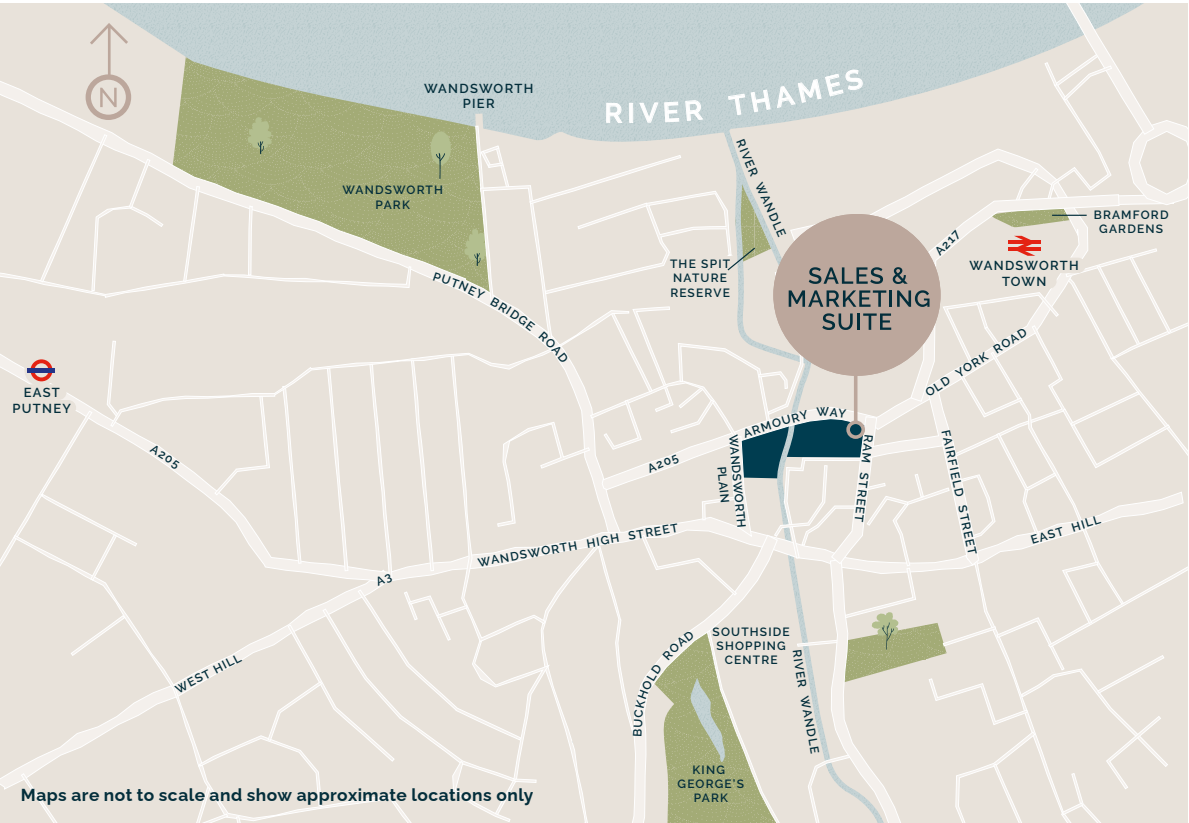 N
WANDSWORTH
PIER
RIVER THAMES
RIVER WANDLE
WANDSWORTH
PARK
BRAMFORD
GARDENS
A217
THE SPIT
NATURE
RESERVE
WANDSWORTH
TOWN
SALES &
MARKETING
SUITE
PUTNEY BRIDGE ROAD
OLD YORK ROAD
EAST
PUTNEY
ARMOURY WAY
A205
A205
WANDSWORTH
PLAIN
RAM STREET
FAIRFIELD STREET
WANDSWORTH HIGH STREET
EAST HILL
A3
SOUTHSIDE
SHOPPING
CENTRE
BUCKHOLD ROAD
RIVER WANDLE
WEST HILL
KING
GEORGE'S
PARK
Maps are not to scale and show approximate locations only